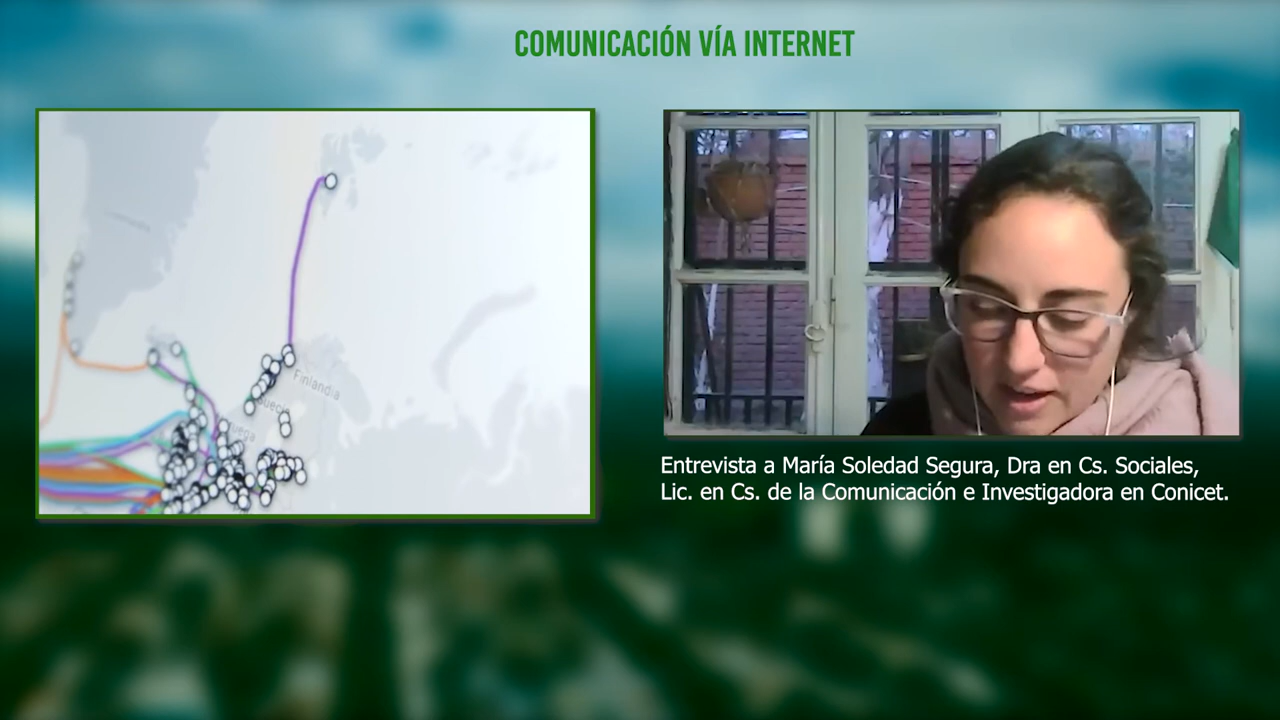 COMUNICACIÓN VÍA INTERNET
Finlandia
Entrevista a María Soledad Segura, Dra en Cs. Sociales,
Lic. en Cs. de la Comunicación e Investigadora en Conicet.